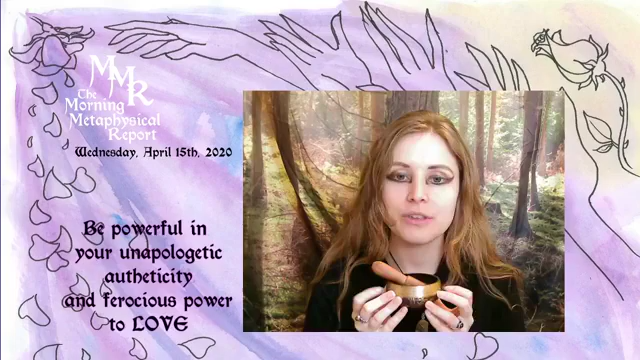 MMR
The
Morning
Metaphysical
Report
Wednesday, April 15th, 2020
Be powerful in
your unapologetic
autheticity
and ferocious power
to LOVE